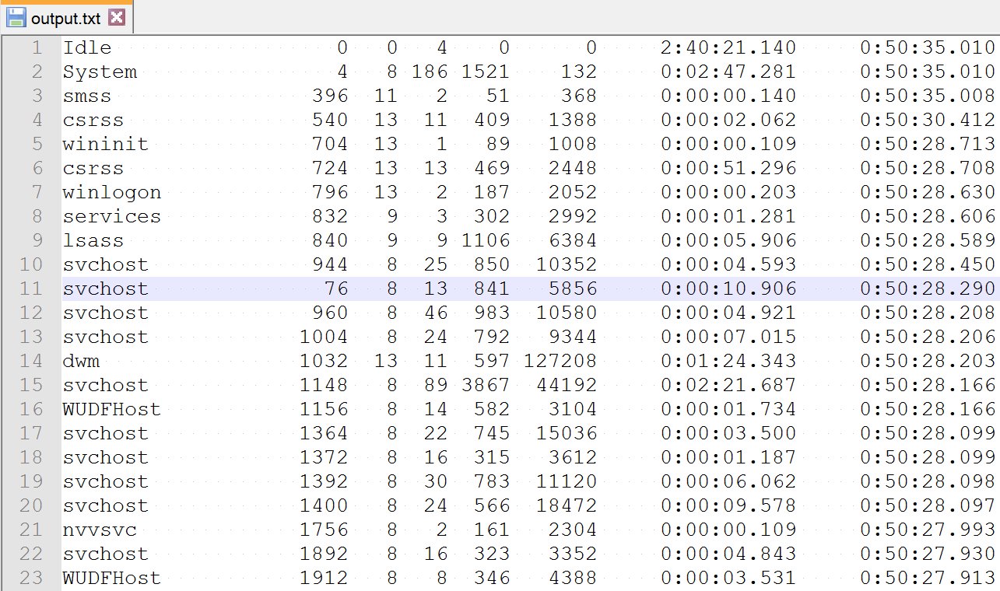 output.txt
1 Idle 0 0 4 0 0 2:40:21.140 0:50:35.010
2 System 4 8 186 1521 132 0:02:47.281 0:50:35.010
3 smss 396 11 2 51 368 0:00:00.140 0:50:35.008
4 csrss 540 13 11 409 1388 0:00:02.062 0:50:30.412
5 wininit 704 13 1 89 1008 0:00:00.109 0:50:28.713
6 csrss 724 13 13 469 2448 0:00:51.296 0:50:28.708
7 winlogon 796 13 2 187 2052 0:00:00.203 0:50:28.630
8 services 832 9 3 302 2992 0:00:01.281 0:50:28.606
9 lsass 840 9 9 1106 6384 0:00:05.906 0:50:28.589
10 svchost 944 8 25 850 10352 0:00:04.593 0:50:28.450
11 svchost 76 8 13 841 5856 0:00:10.906 0:50:28.290
12 svchost 960 8 46 983 10580 0:00:04.921 0:50:28.208
13 svchost 1004 8 24 792 9344 0:00:07.015 0:50:28.206
14 dwm 1032 13 11 597 127208 0:01:24.343 0:50:28.203
15 svchost 1148 8 89 3867 44192 0:02:21.687 0:50:28.166
16 WUDFHost 1156 8 14 582 3104 0:00:01.734 0:50:28.166
17 svchost 1364 8 22 745 15036 0:00:03.500 0:50:28.099
18 svchost 1372 8 16 315 3612 0:00:01.187 0:50:28.099
19 svchost 1392 8 30 783 11120 0:00:06.062 0:50:28.098
20 svchost 1400 8 24 566 18472 0:00:09.578 0:50:28.097
21 nvvsvc 1756 8 2 161 2304 0:00:00.109 0:50:27.993
22 svchost 1892 8 16 323 3352 0:00:04.843 0:50:27.930
23 WUDFHost 1912 8 8 346 4388 0:00:03.531 0:50:27.913